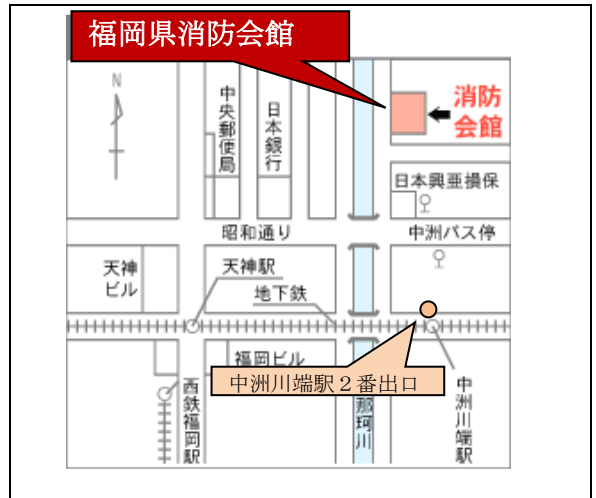 福岡県消防会館
N
中央郵便局
日本銀行
消防
会館
日本興亜損保
昭和通り
中洲バス停
天神
ビル
天神駅
地下鉄
福岡ビル
中洲川端駅２番出口
西鉄福岡駅
那珂川
中洲川端駅